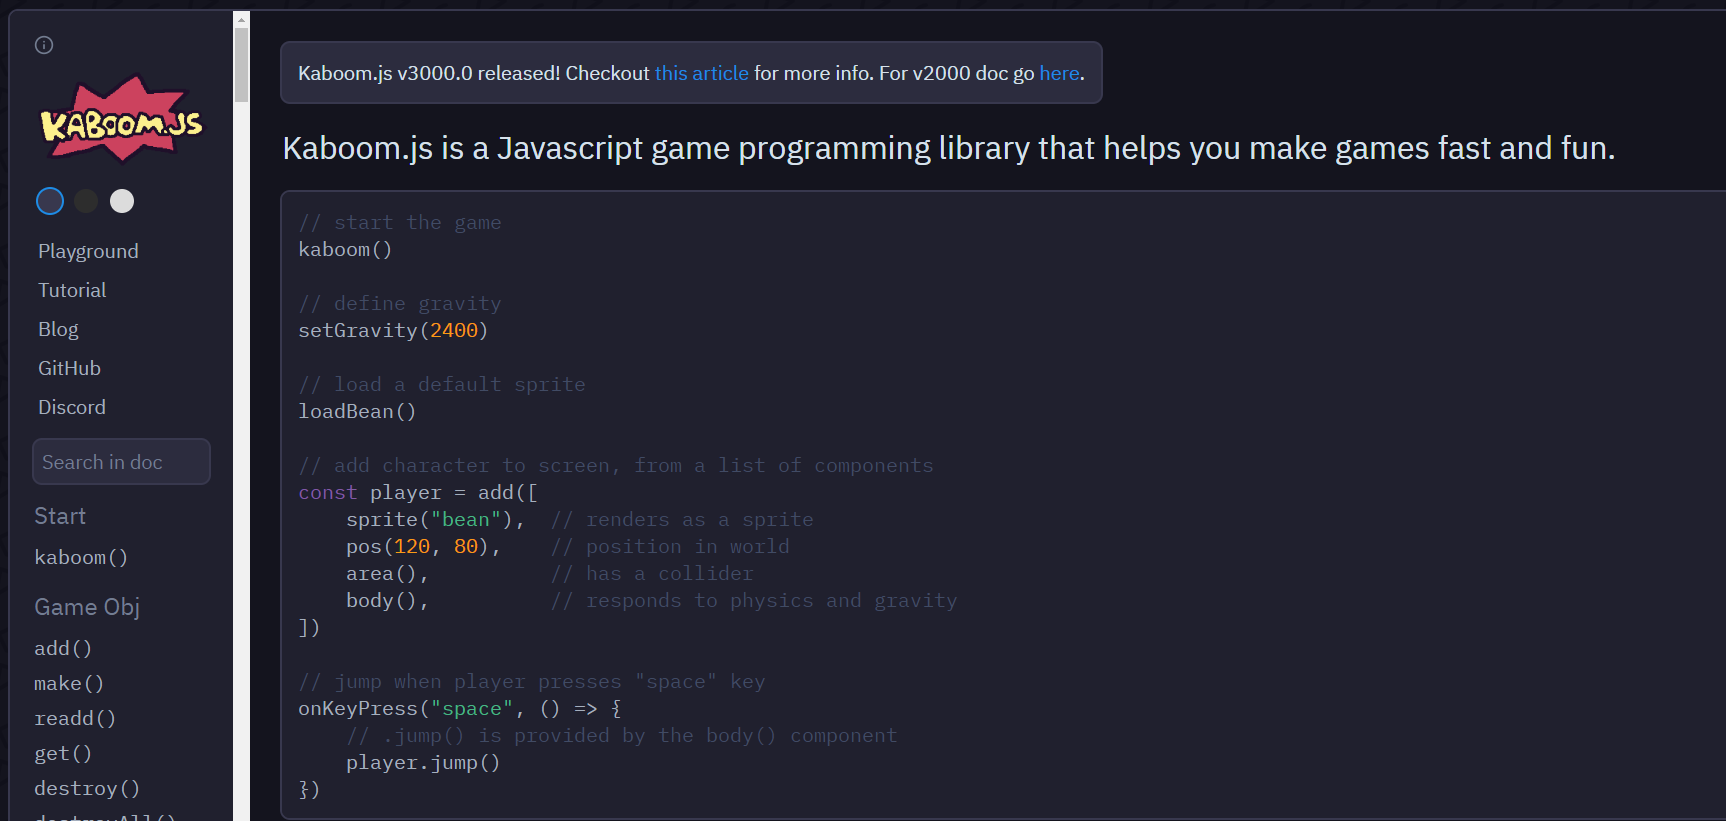 KABOOM.JS
Playground
Tutorial
Blog
GitHub
Discord
Search in doc
Start
kaboom()
Game Obj
add()
make()
readd()
get()
destroy()
destroyAll()
Kaboom.js v3000.0 released! Checkout this article for more info. For v2000 doc go here.
Kaboom.js is a Javascript game programming library that helps you make games fast and fun.
// start the game
kaboom()
// define gravity
setGravity(2400)
// load a default sprite
loadBean()
// add character to screen, from a list of components
const player = add([
    sprite("bean"),  // renders as a sprite
    pos(120, 80),    // position in world
    area(),          // has a collider
    body(),          // responds to physics and gravity
])
// jump when player presses "space" key
onKeyPress("space", () => {
    // .jump() is provided by the body() component
    player.jump()
})